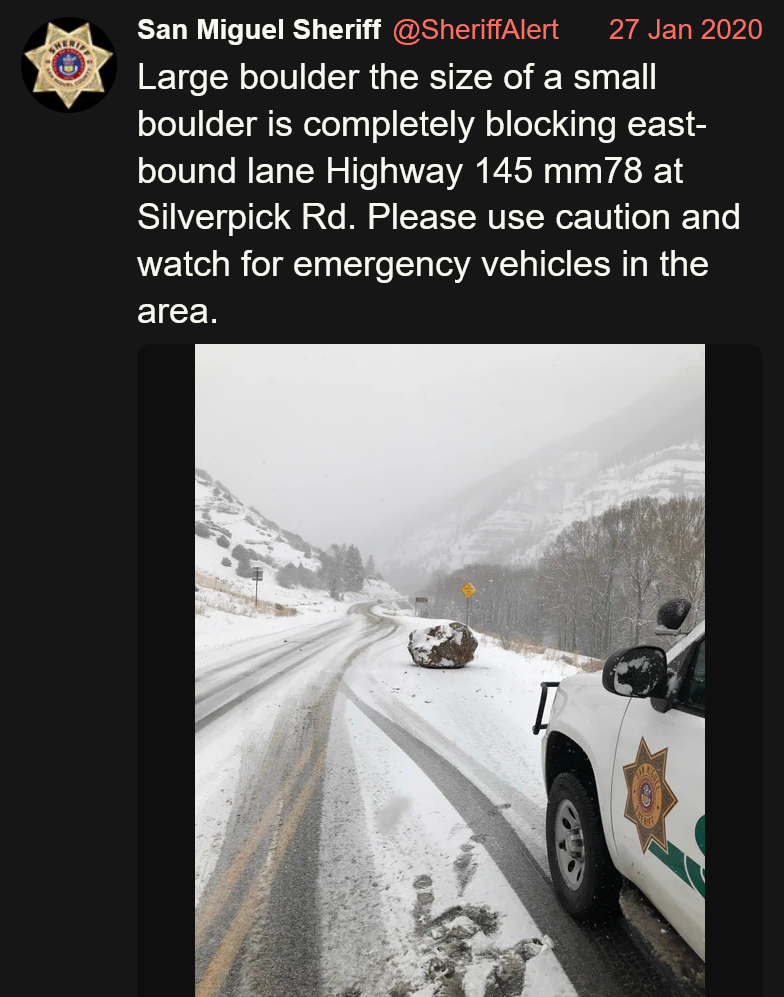 San Miguel Sheriff @SheriffAlert 27 Jan 2020
Large boulder the size of a small
boulder is completely blocking east-
bound lane Highway 145 mm78 at
Silverpick Rd. Please use caution and
watch for emergency vehicles in the
area.
SHERIFF